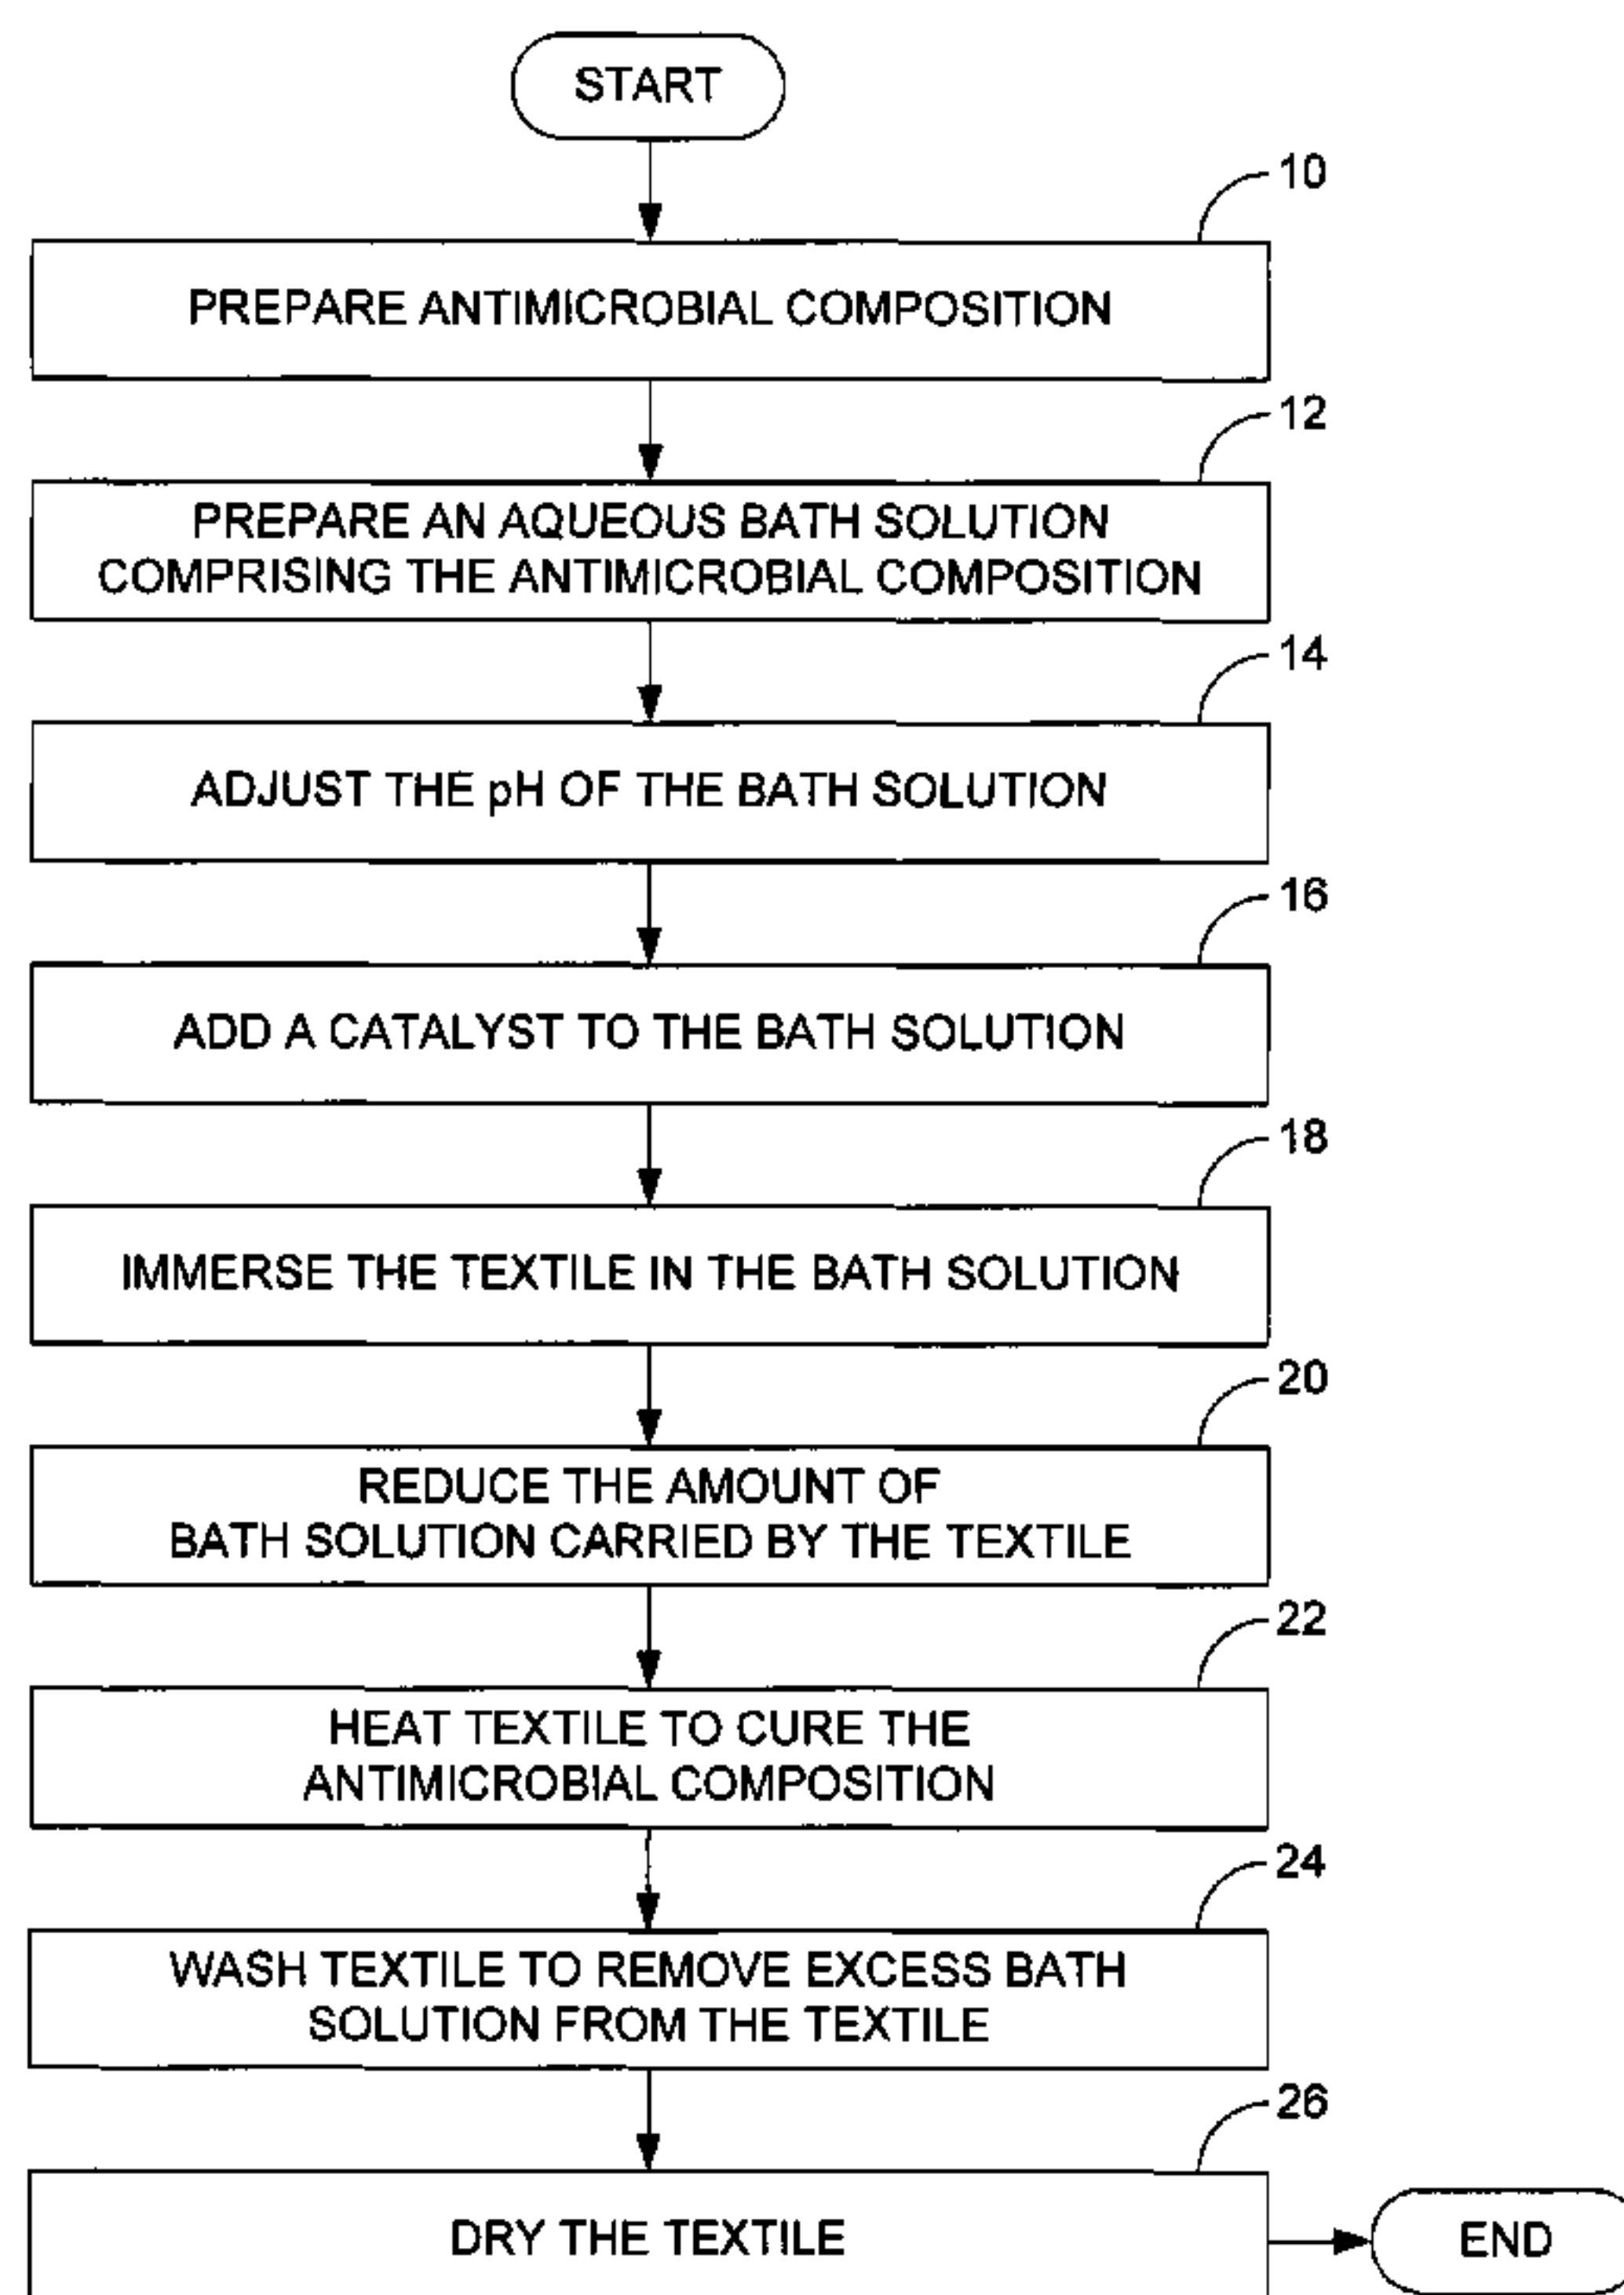 START
10
PREPARE ANTIMICROBIAL COMPOSITION
12
PREPARE AN AQUEOUS BATH SOLUTION
COMPRISING THE ANTIMICROBIAL COMPOSITION
14
ADJUST THE pH OF THE BATH SOLUTION
16
ADD A CATALYST TO THE BATH SOLUTION
18
IMMERSE THE TEXTILE IN THE BATH SOLUTION
20
REDUCE THE AMOUNT OF
BATH SOLUTION CARRIED BY THE TEXTILE
22
HEAT TEXTILE TO CURE THE
ANTIMICROBIAL COMPOSITION
24
WASH TEXTILE TO REMOVE EXCESS BATH
SOLUTION FROM THE TEXTILE
26
DRY THE TEXTILE
END